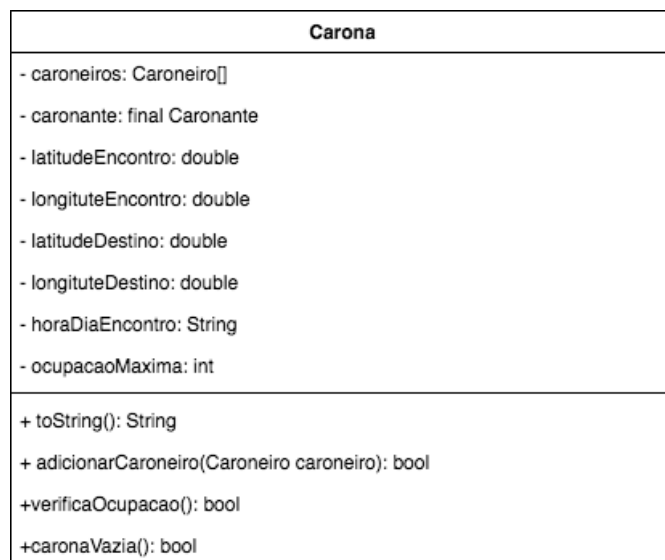 Carona
- caroneiros: Caroneiro[]
- caronante: final Caronante
- latitudeEncontro: double
- longituteEncontro: double
- latitudeDestino: double
- longituteDestino: double
- horaDiaEncontro: String
- ocupacaoMaxima: int
+ toString(): String
+ adicionarCaroneiro(Caroneiro caroneiro): bool
+verificaOcupacao(): bool
+caronaVazia(): bool